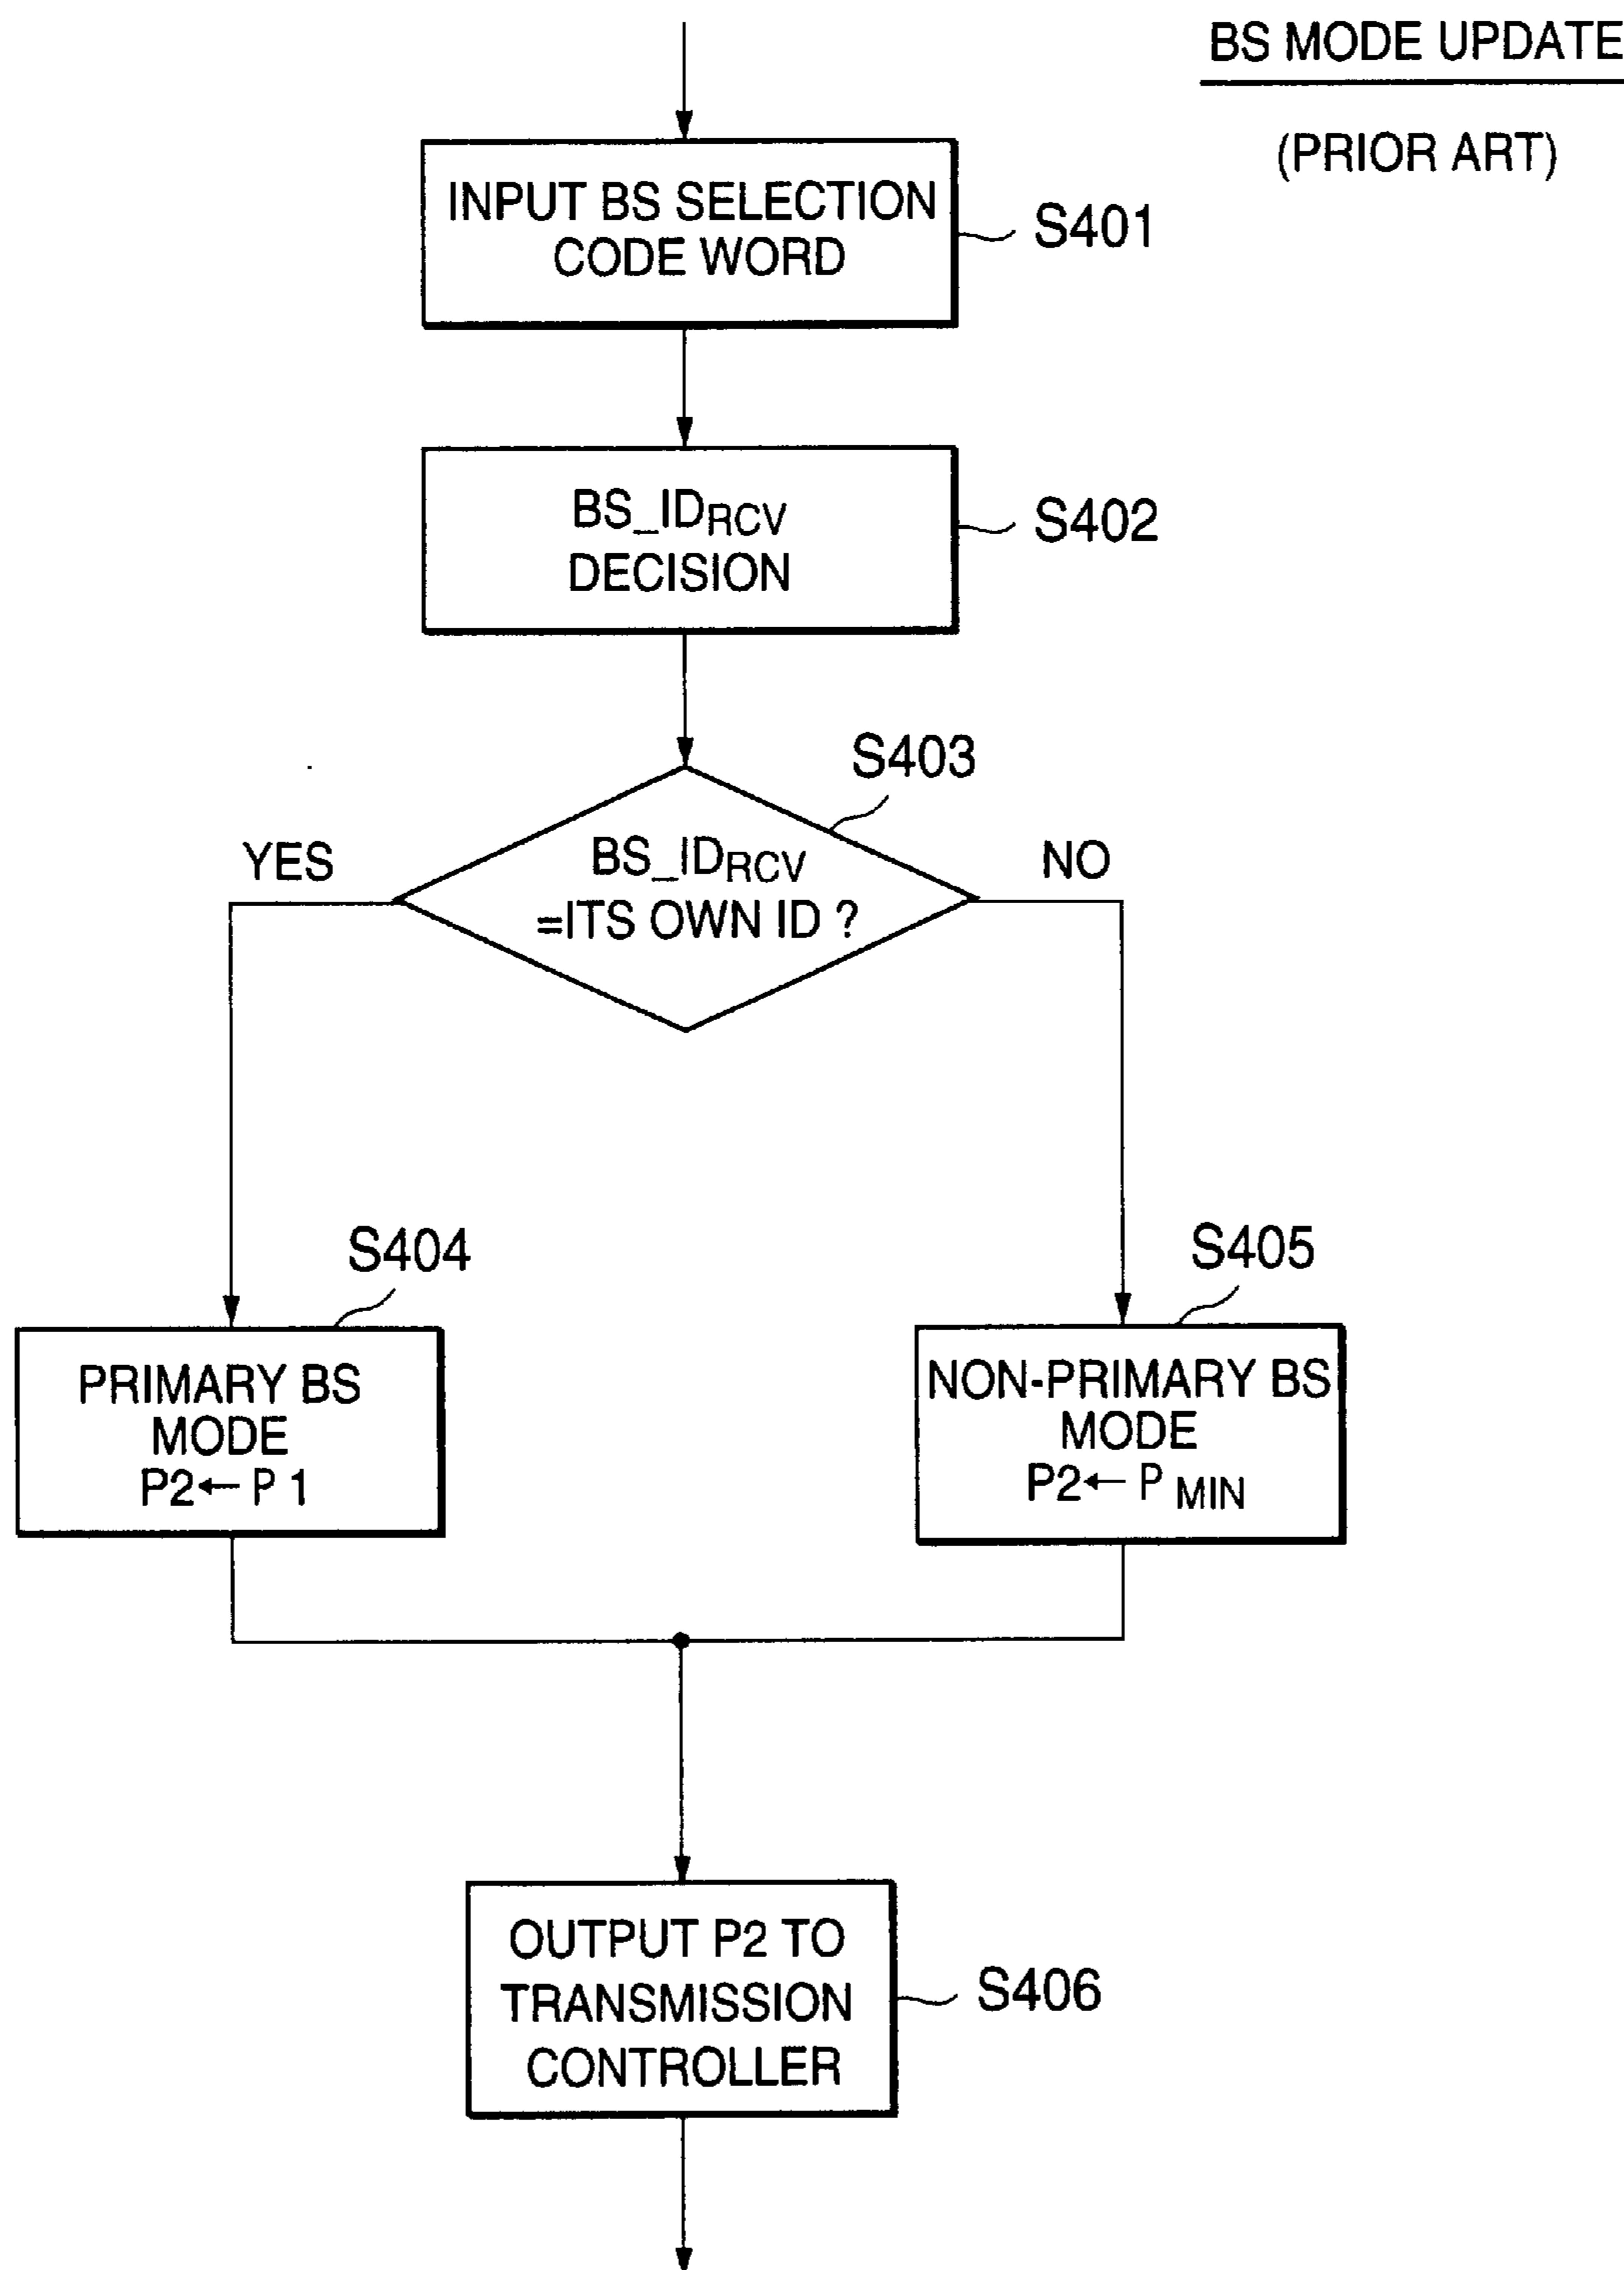 BS MODE UPDATE
(PRIOR ART)
INPUT BS SELECTION
CODE WORD
S401
BS_IDRCV
DECISION
S402
S403
BS_IDRCV
=ITS OWN ID ?
YES
NO
S404
PRIMARY BS
MODE
P2← P 1
S405
NON-PRIMARY BS
MODE
P2← P MIN
OUTPUT P2 TO
TRANSMISSION
CONTROLLER
S406